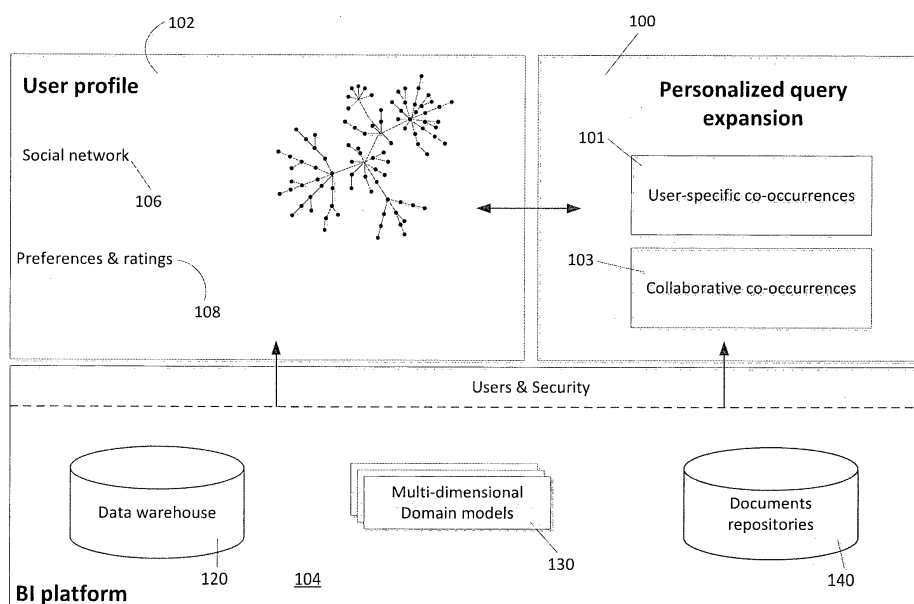 102
100
User profile
Personalized query
expansion
101
Social network
User-specific co-occurrences
106
103
Preferences & ratings
Collaborative co-occurrences
108
Users & Security
Data warehouse
Multi-dimensional
Domain models
Documents
repositories
120
104
130
140
BI platform